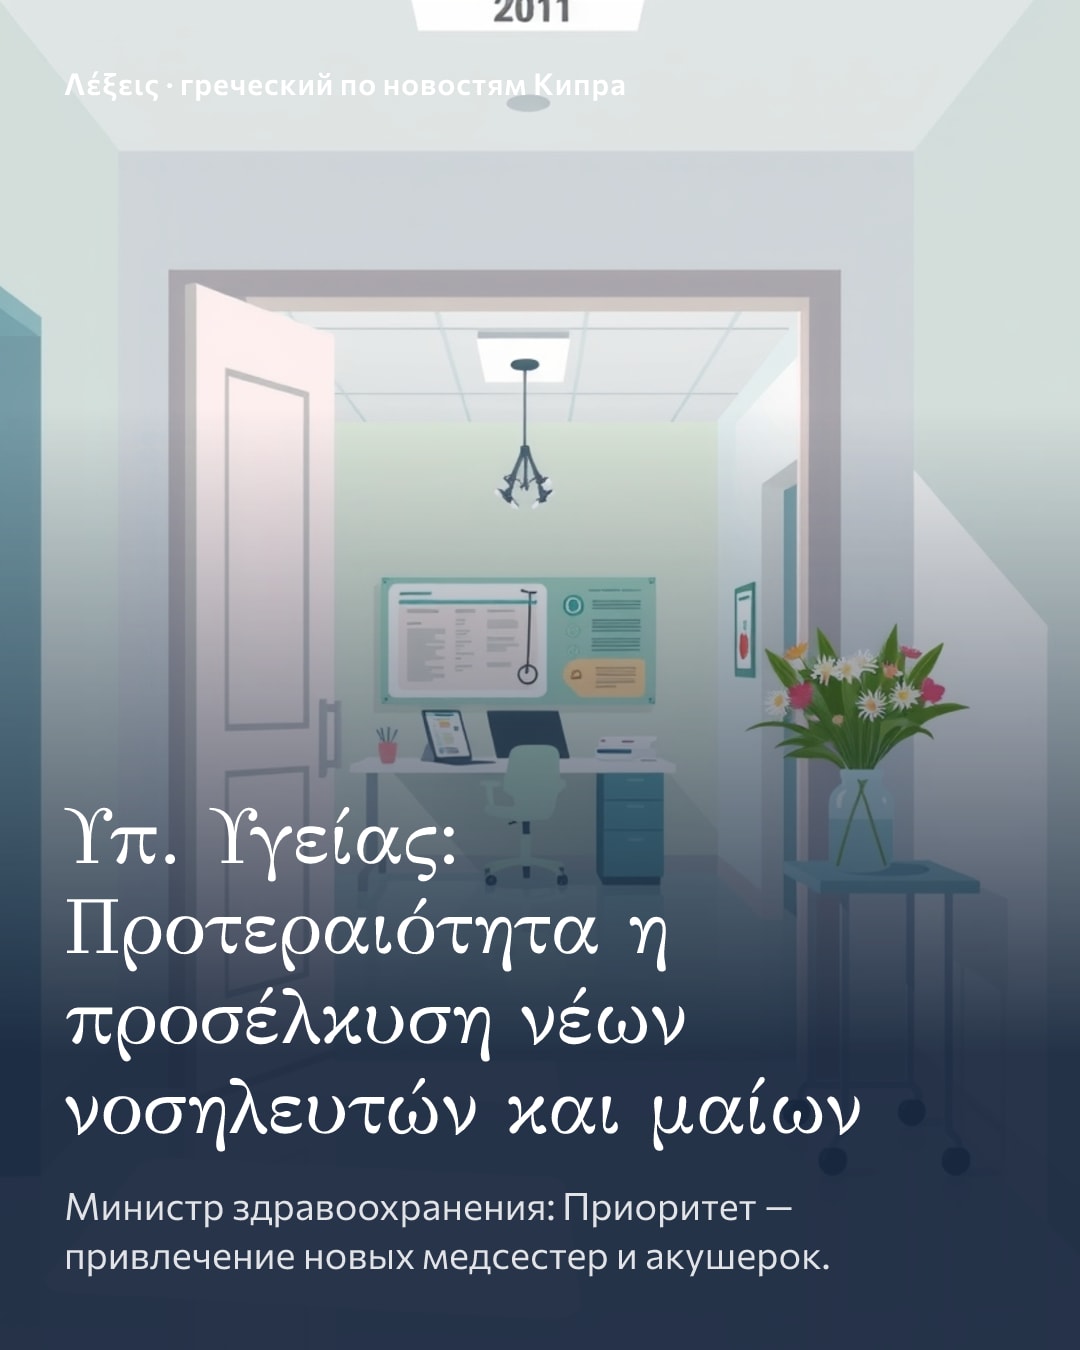 2011
Λέξεις · греческий по новостям Кипра
Υπ. Υγείας:
Προτεραιότητα η
προσέλκυση νέων
νοσηλευτών και μαίων
Министр здравоохранения: Приоритет —
привлечение новых медсестер и акушерок.